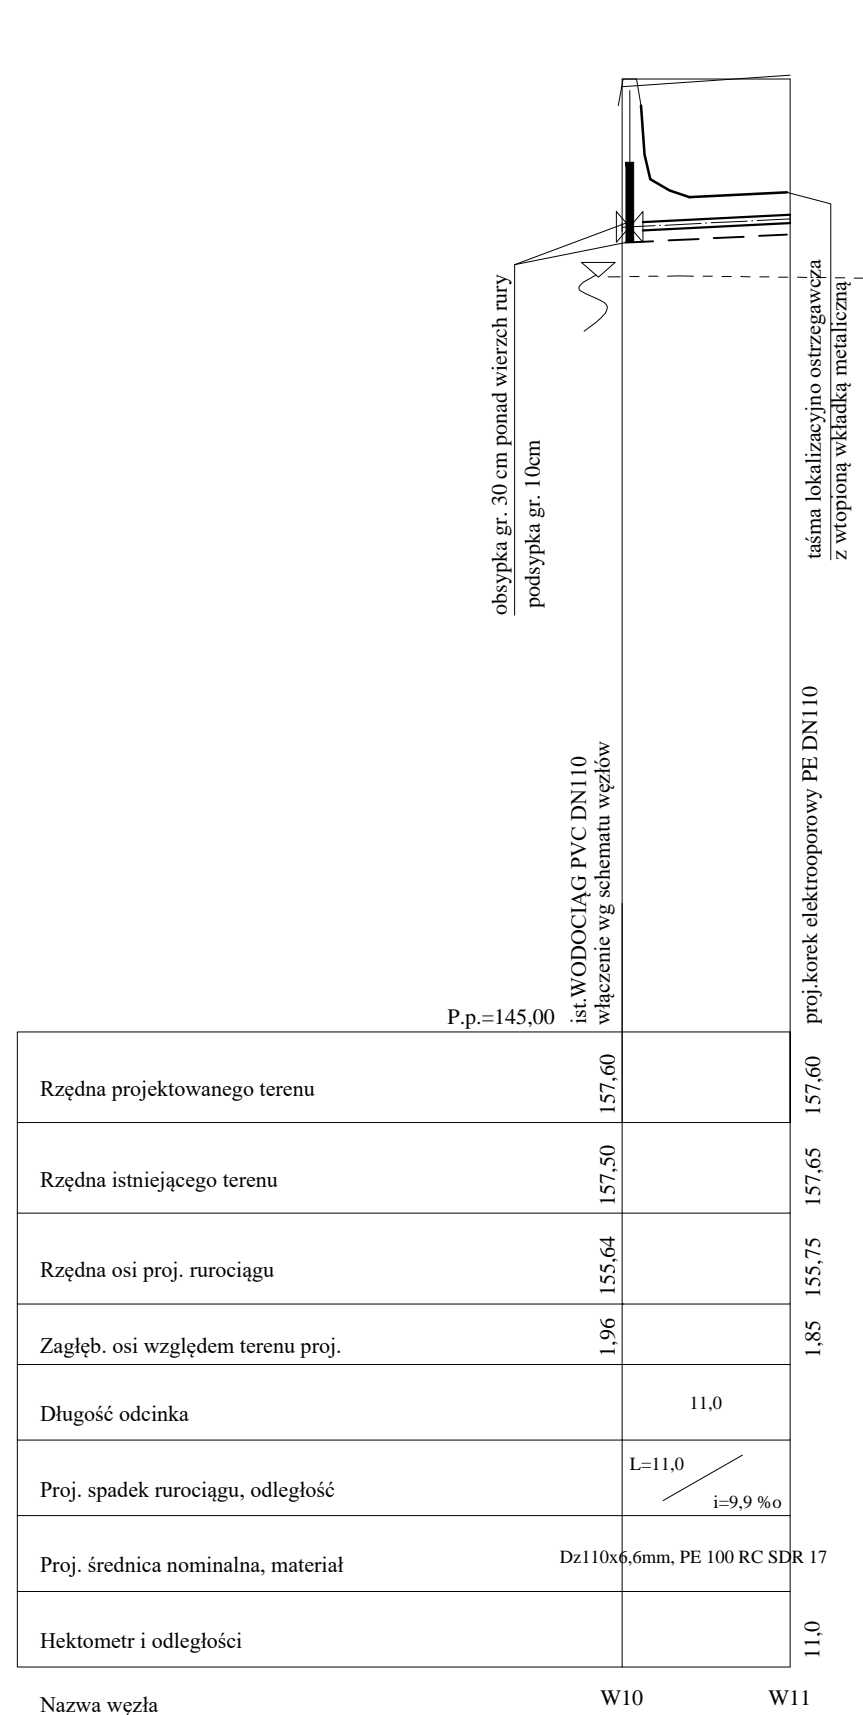 obsypka gr. 30 cm ponad wierzch rury
podsypka gr. 10cm
taśma lokalizacyjno ostrzegawcza
z wtopioną wkładką metaliczną
ist.WODOCIĄG PVC DN110
włączenie wg schematu węzłów
proj.korek elektrooporowy PE DN110
P.p.=145,00
Rzędna projektowanego terenu 157,60 157,60
Rzędna istniejącego terenu 157,50 157,65
Rzędna osi proj. rurociągu 155,64 155,75
Zagłęb. osi względem terenu proj. 1,96 1,85
Długość odcinka 11,0
Proj. spadek rurociągu, odległość L=11,0 i=9,9 %o
Proj. średnica nominalna, materiał Dz110x6,6mm, PE 100 RC SDR 17
Hektometr i odległości 11,0
Nazwa węzła W10 W11